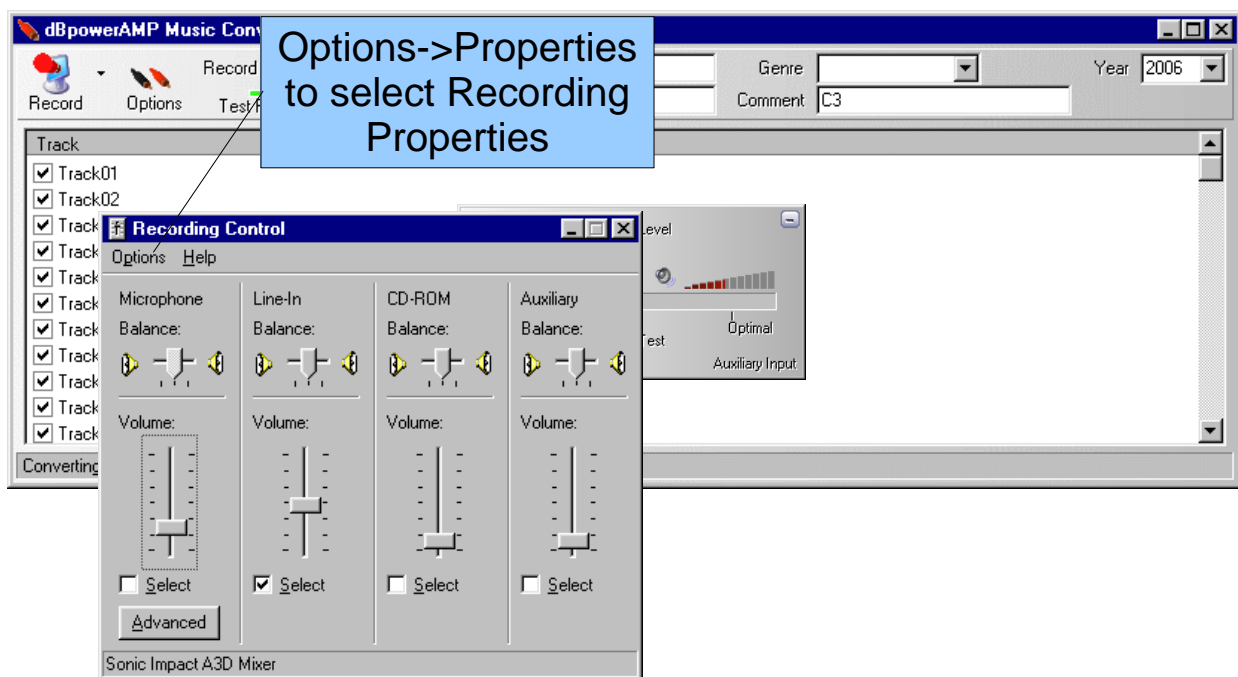 dBpowerAMP Music Con
Options->Properties
to select Recording
Properties
Record
Options
Record
Test
Genre
Year 2006
Comment C3
Track
Track01
Track02
Track
Track
Track
Track
Track
Track
Track
Track
Track
Converting
Recording Control
Options Help
Microphone Line-In CD-ROM Auxiliary
Balance: Balance: Balance: Balance:
Volume: Volume: Volume: Volume:
Select Select Select Select
Advanced
Sonic Impact A3D Mixer
Level
Test
Optimal
Auxiliary Input